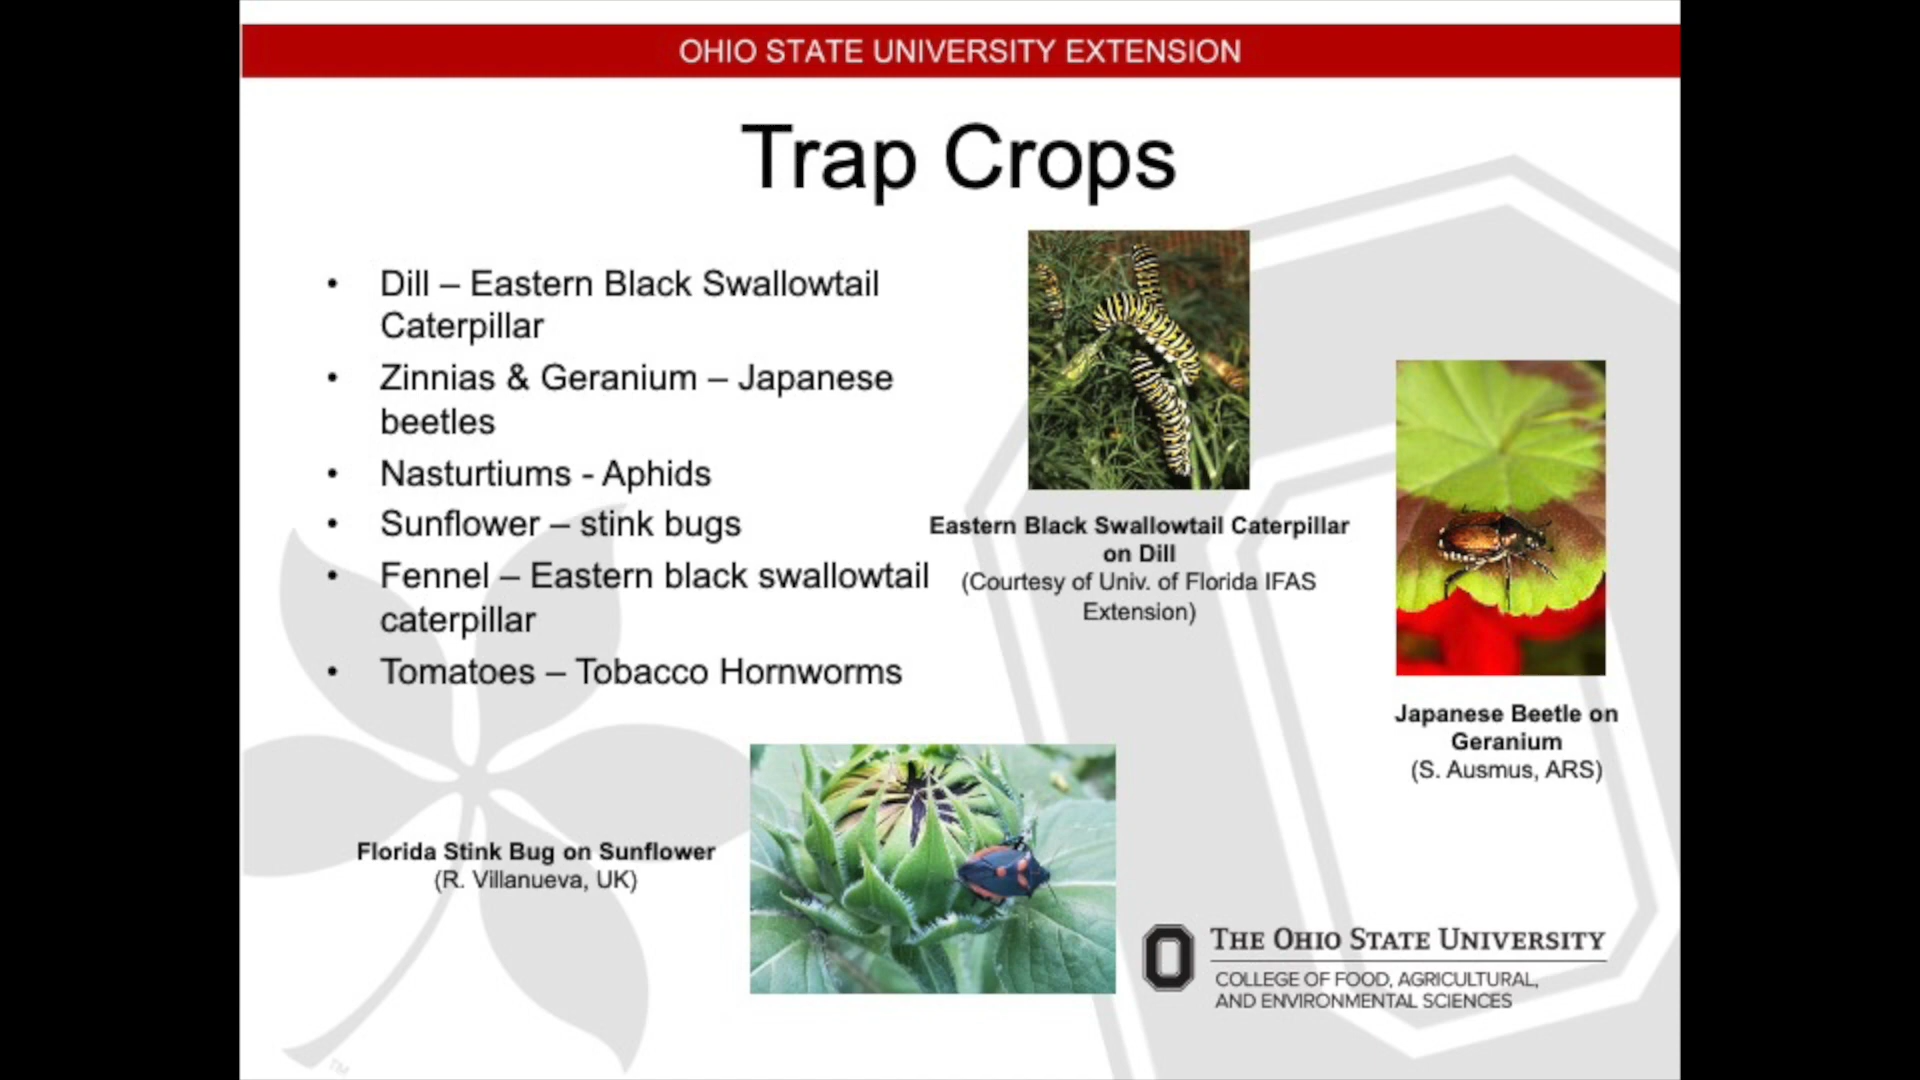 OHIO STATE UNIVERSITY EXTENSION
Trap Crops
• Dill – Eastern Black Swallowtail
Caterpillar
• Zinnias & Geranium – Japanese
beetles
• Nasturtiums - Aphids
• Sunflower – stink bugs
• Fennel – Eastern black swallowtail
caterpillar
• Tomatoes – Tobacco Hornworms
Eastern Black Swallowtail Caterpillar
on Dill
(Courtesy of Univ. of Florida IFAS
Extension)
Japanese Beetle on
Geranium
(S. Ausmus, ARS)
Florida Stink Bug on Sunflower
(R. Villanueva, UK)
THE OHIO STATE UNIVERSITY
COLLEGE OF FOOD, AGRICULTURAL,
AND ENVIRONMENTAL SCIENCES
TM